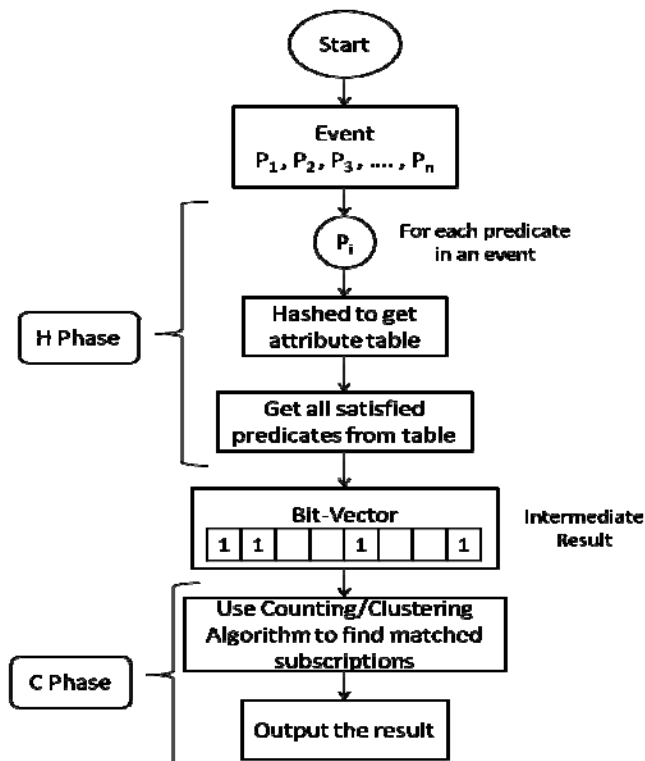 Start
Event
P1, P2, P3, ...., Pn
Pi
For each predicate
in an event
Hashed to get
attribute table
H Phase
Get all satisfied
predicates from table
Bit-Vector
1 1 1 1
Intermediate
Result
Use Counting/Clustering
Algorithm to find matched
subscriptions
C Phase
Output the result